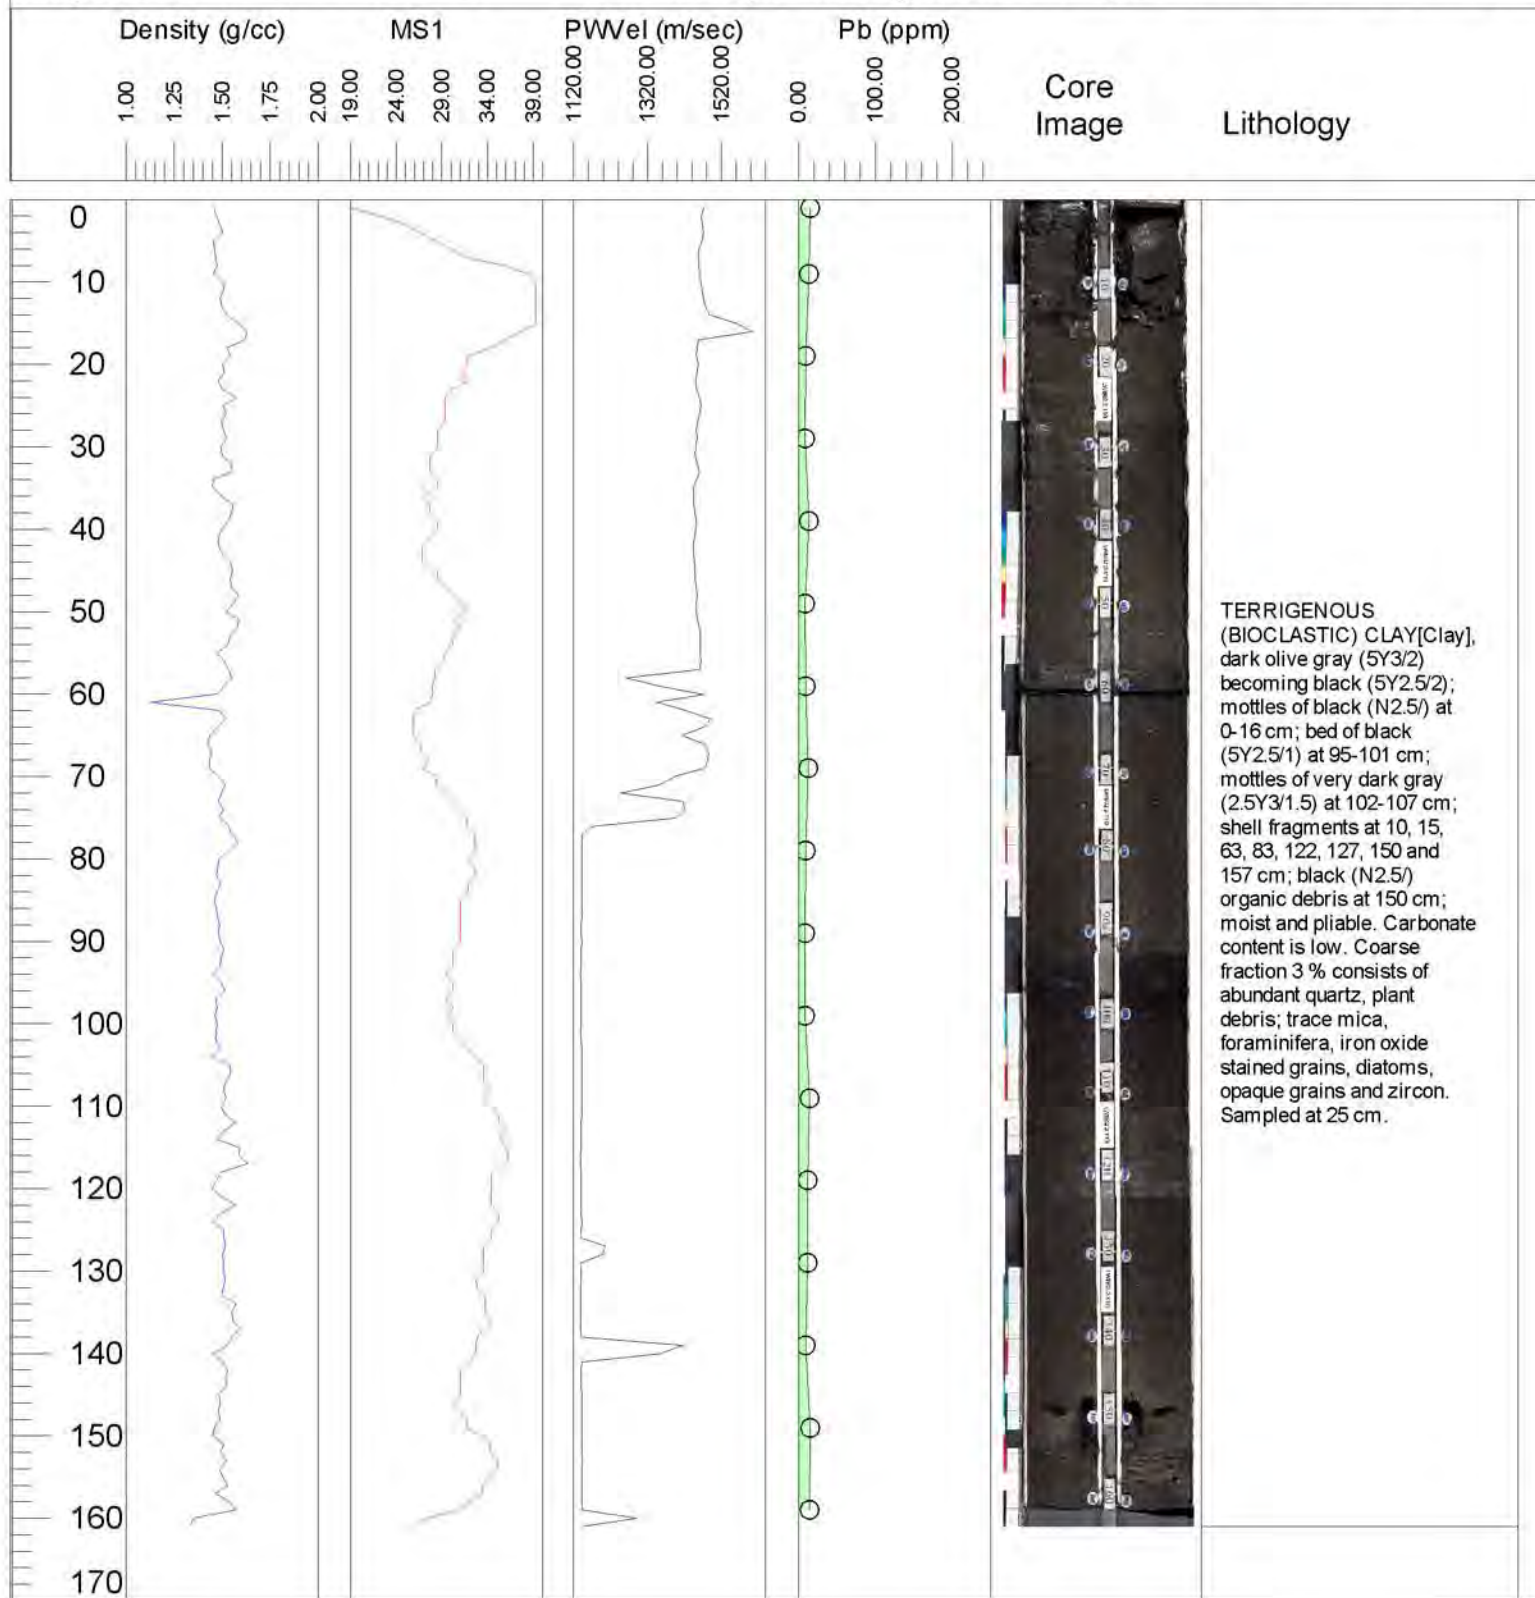 Density (g/cc)
MS1
PWVel (m/sec)
Pb (ppm)
Core
Image
Lithology
1.00
1.25
1.50
1.75
2.00
19.00
24.00
29.00
34.00
39.00
1120.00
1320.00
1520.00
0.00
100.00
200.00
0
10
20
30
40
50
60
70
80
90
100
110
120
130
140
150
160
170
TERRIGENOUS
(BIOCLASTIC) CLAY[Clay],
dark olive gray (5Y3/2)
becoming black (5Y2.5/2);
mottles of black (N2.5/) at
0-16 cm; bed of black
(5Y2.5/1) at 95-101 cm;
mottles of very dark gray
(2.5Y3/1.5) at 102-107 cm;
shell fragments at 10, 15,
63, 83, 122, 127, 150 and
157 cm; black (N2.5/)
organic debris at 150 cm;
moist and pliable. Carbonate
content is low. Coarse
fraction 3 % consists of
abundant quartz, plant
debris; trace mica,
foraminifera, iron oxide
stained grains, diatoms,
opaque grains and zircon.
Sampled at 25 cm.